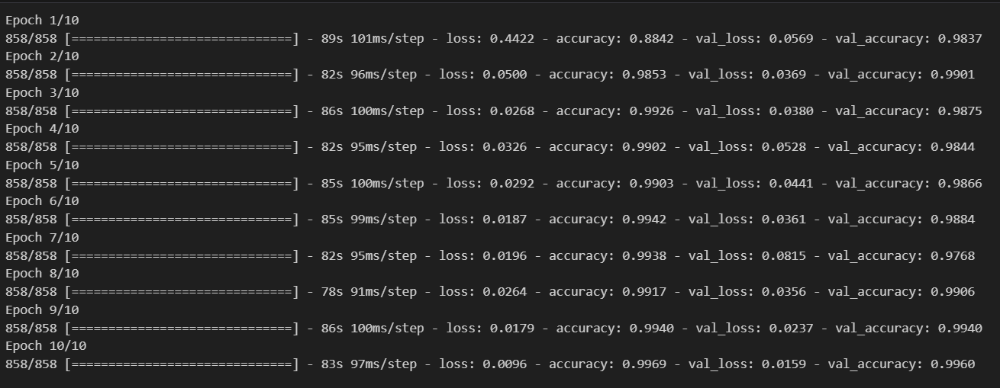 Epoch 1/10
858/858 [==============================] - 89s 101ms/step - loss: 0.4422 - accuracy: 0.8842 - val_loss: 0.0569 - val_accuracy: 0.9837
Epoch 2/10
858/858 [==============================] - 82s 96ms/step - loss: 0.0500 - accuracy: 0.9853 - val_loss: 0.0369 - val_accuracy: 0.9901
Epoch 3/10
858/858 [==============================] - 86s 100ms/step - loss: 0.0268 - accuracy: 0.9926 - val_loss: 0.0380 - val_accuracy: 0.9875
Epoch 4/10
858/858 [==============================] - 82s 95ms/step - loss: 0.0326 - accuracy: 0.9902 - val_loss: 0.0528 - val_accuracy: 0.9844
Epoch 5/10
858/858 [==============================] - 85s 100ms/step - loss: 0.0292 - accuracy: 0.9903 - val_loss: 0.0441 - val_accuracy: 0.9866
Epoch 6/10
858/858 [==============================] - 85s 99ms/step - loss: 0.0187 - accuracy: 0.9942 - val_loss: 0.0361 - val_accuracy: 0.9884
Epoch 7/10
858/858 [==============================] - 82s 95ms/step - loss: 0.0196 - accuracy: 0.9938 - val_loss: 0.0815 - val_accuracy: 0.9768
Epoch 8/10
858/858 [==============================] - 78s 91ms/step - loss: 0.0264 - accuracy: 0.9917 - val_loss: 0.0356 - val_accuracy: 0.9906
Epoch 9/10
858/858 [==============================] - 86s 100ms/step - loss: 0.0179 - accuracy: 0.9940 - val_loss: 0.0237 - val_accuracy: 0.9940
Epoch 10/10
858/858 [==============================] - 83s 97ms/step - loss: 0.0096 - accuracy: 0.9969 - val_loss: 0.0159 - val_accuracy: 0.9960